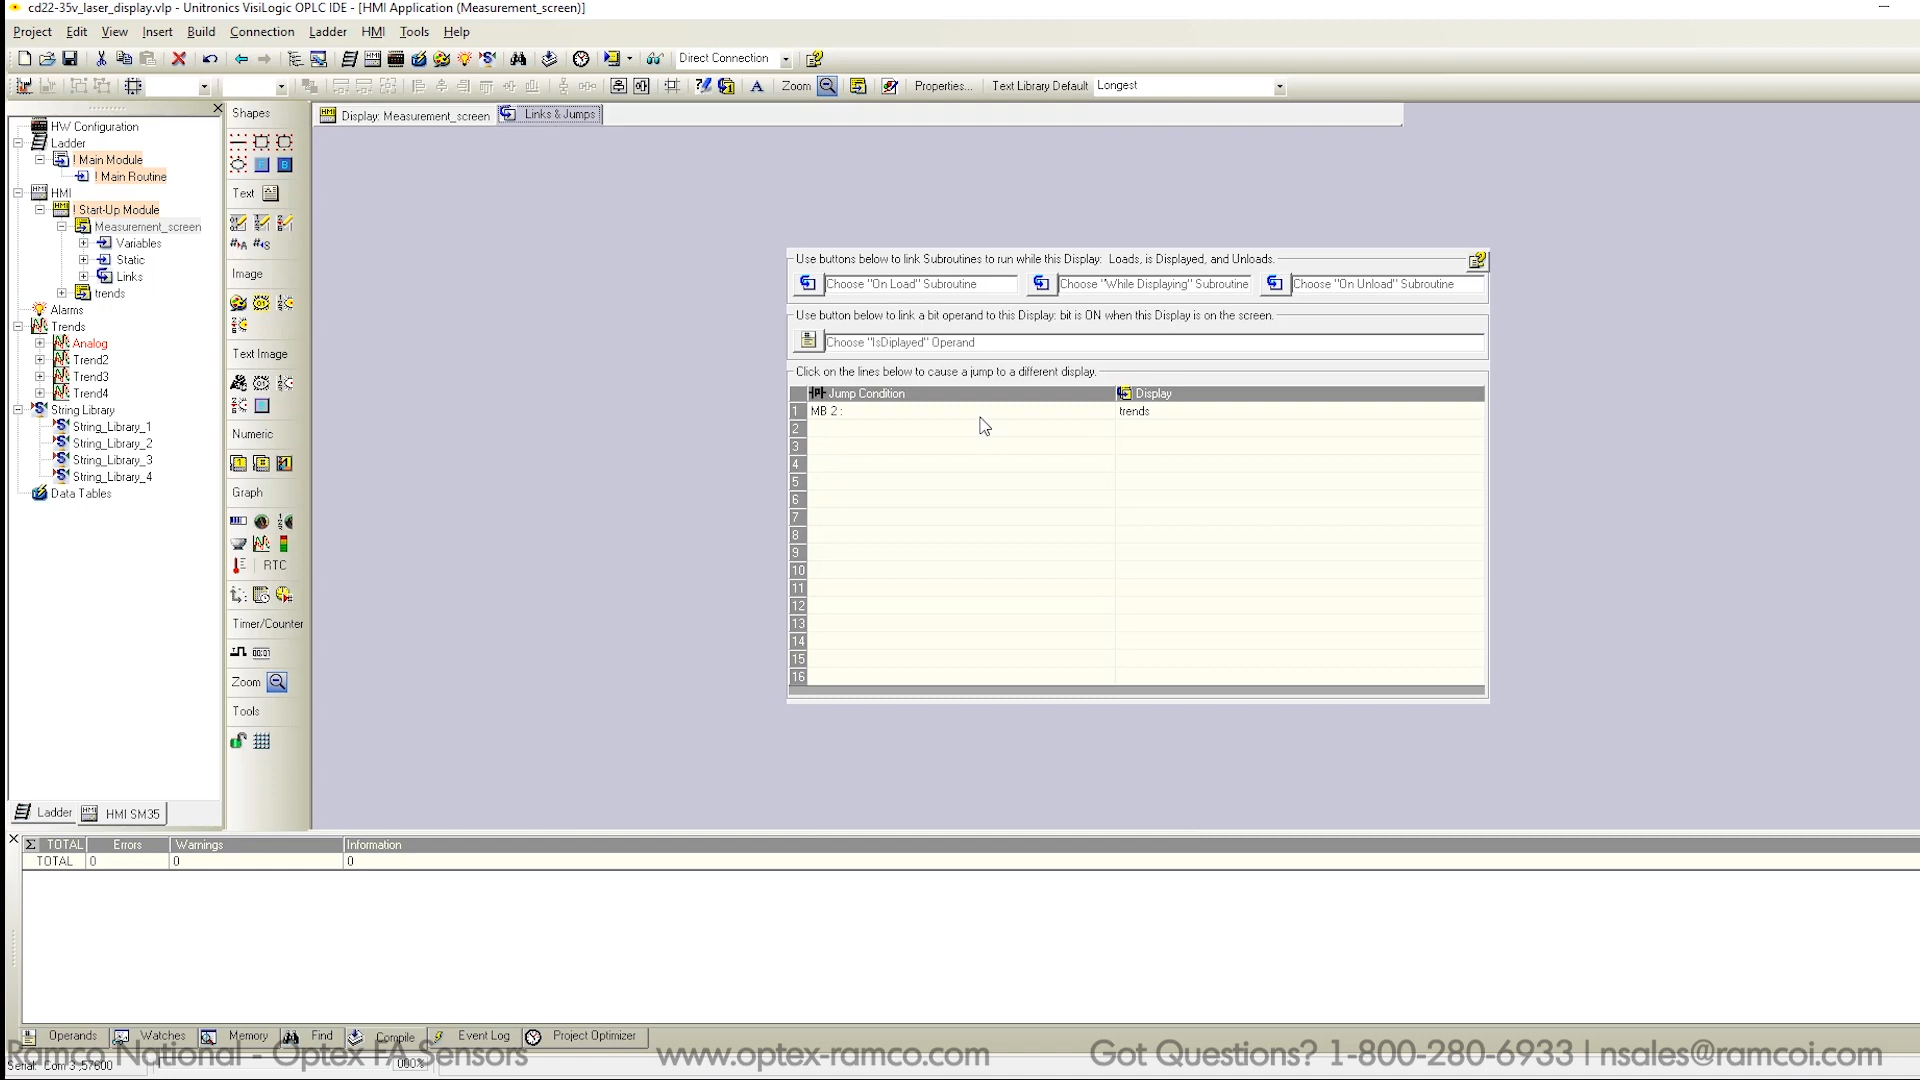 cd22-35v_laser_display.vlp - Unitronics VisiLogic OPLC IDE - [HMI Application (Measurement_screen)]
Project Edit View Insert Build Connection Ladder HMI Tools Help
Direct Connection
Zoom Properties... Text Library Default Longest
Display: Measurement_screen Links & Jumps
HW Configuration
Ladder
! Main Module
! Main Routine
HMI
! Start-Up Module
Measurement_screen
Variables
Static
Links
trends
Alarms
Trends
Analog
Trend2
Trend3
Trend4
String Library
String_Library_1
String_Library_2
String_Library_3
String_Library_4
Data Tables
Ladder HMI SM35
Shapes
Text
Image
Text Image
Numeric
Graph
RTC
Timer/Counter
Zoom
Tools
Use buttons below to link Subroutines to run while this Display: Loads, is Displayed, and Unloads.
Choose "On Load" Subroutine Choose "While Displaying" Subroutine Choose "On Unload" Subroutine
Use button below to link a bit operand to this Display: bit is ON when this Display is on the screen.
Choose "IsDiplayed" Operand
Click on the lines below to cause a jump to a different display.
Jump Condition Display
1 MB 2 : trends
2
3
4
5
6
7
8
9
10
11
12
13
14
15
16
Σ TOTAL Errors Warnings Information
TOTAL 0 0 0
Operands Watches Memory Find Compile Event Log Project Optimizer
Ramco National - Optex FA Sensors www.optex-ramco.com Got Questions? 1-800-280-6933 | nsales@ramcoi.com
Serial: Com 3 ;57600 000%